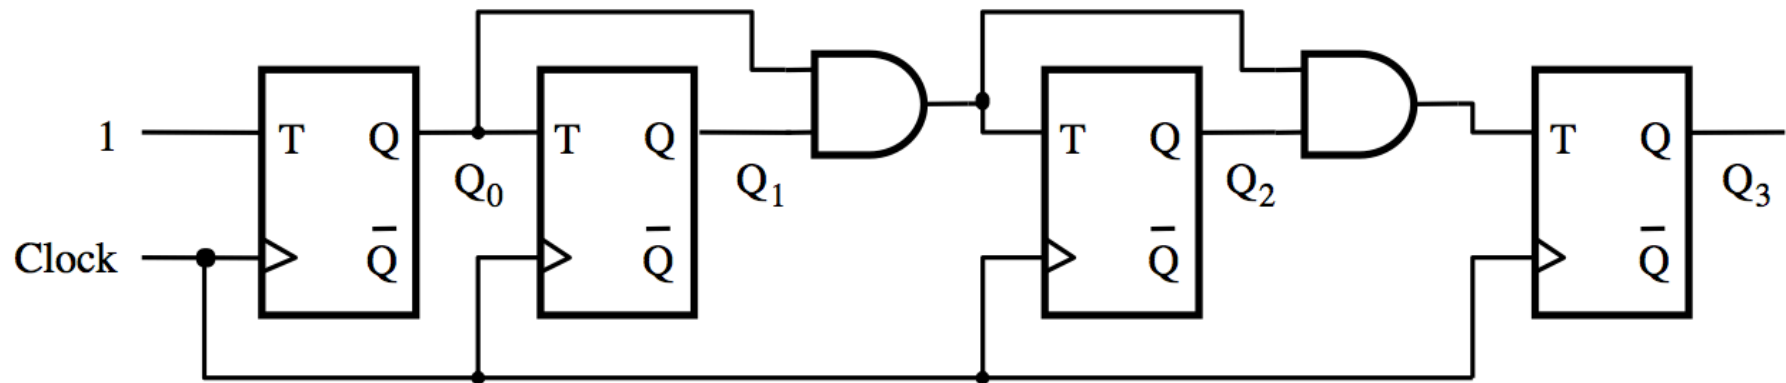 1 T Q T Q T Q T Q
Q₀ Q₁ Q₂ Q₃
Clock Q̅ Q̅ Q̅ Q̅